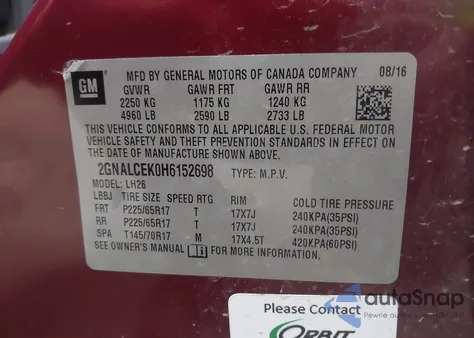 GM
MFD BY GENERAL MOTORS OF CANADA COMPANY 08/16
GVWR GAWR FRT GAWR RR
2250 KG 1175 KG 1240 KG
4960 LB 2590 LB 2733 LB
THIS VEHICLE CONFORMS TO ALL APPLICABLE U.S. FEDERAL MOTOR
VEHICLE SAFETY AND THEFT PREVENTION STANDARDS IN EFFECT ON
THE DATE OF MANUFACTURE SHOWN ABOVE.
2GNALCEK0H6152698 TYPE: M.P.V.
MODEL: LH26
LBBJ TIRE SIZE SPEED RTG RIM COLD TIRE PRESSURE
FRT P225/65R17 T 17X7J 240KPA(35PSI)
RR P225/65R17 T 17X7J 240KPA(35PSI)
SPA T145/70R17 M 17X4.5T 420KPA(60PSI)
SEE OWNER'S MANUAL FOR MORE INFORMATION.
autoSnap
Pewne auto
Please Contact
ORBIT